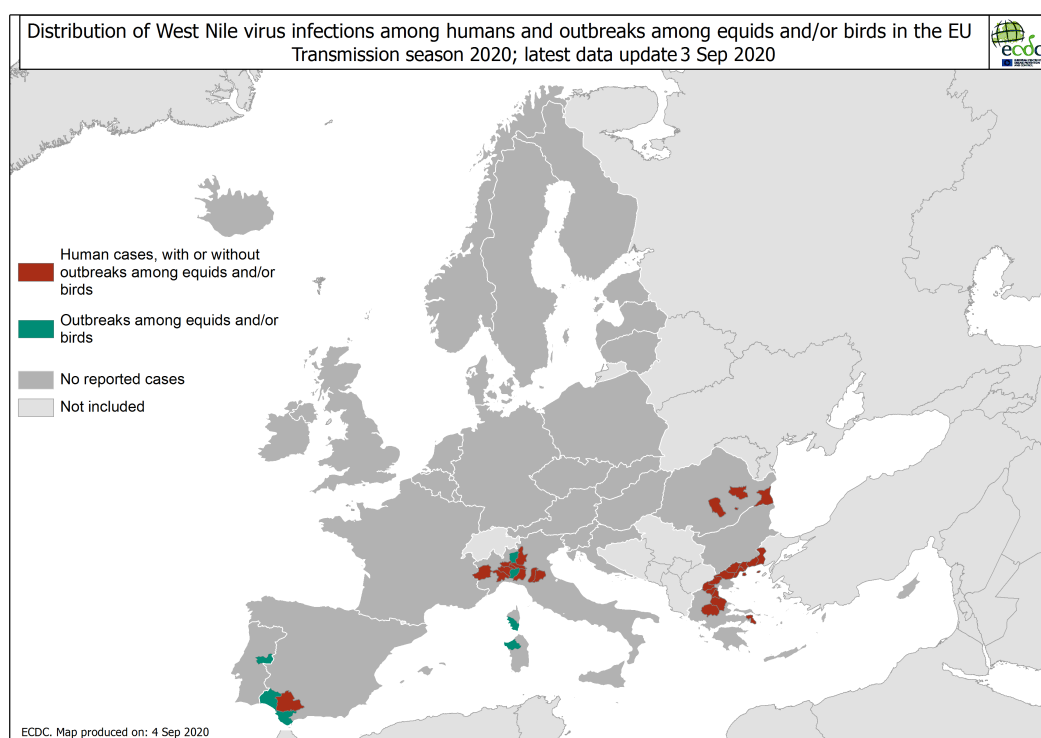 Distribution of West Nile virus infections among humans and outbreaks among equids and/or birds in the EU
Transmission season 2020; latest data update 3 Sep 2020
ecdc
Human cases, with or without
outbreaks among equids and/or
birds
Outbreaks among equids and/or
birds
No reported cases
Not included
ECDC. Map produced on: 4 Sep 2020